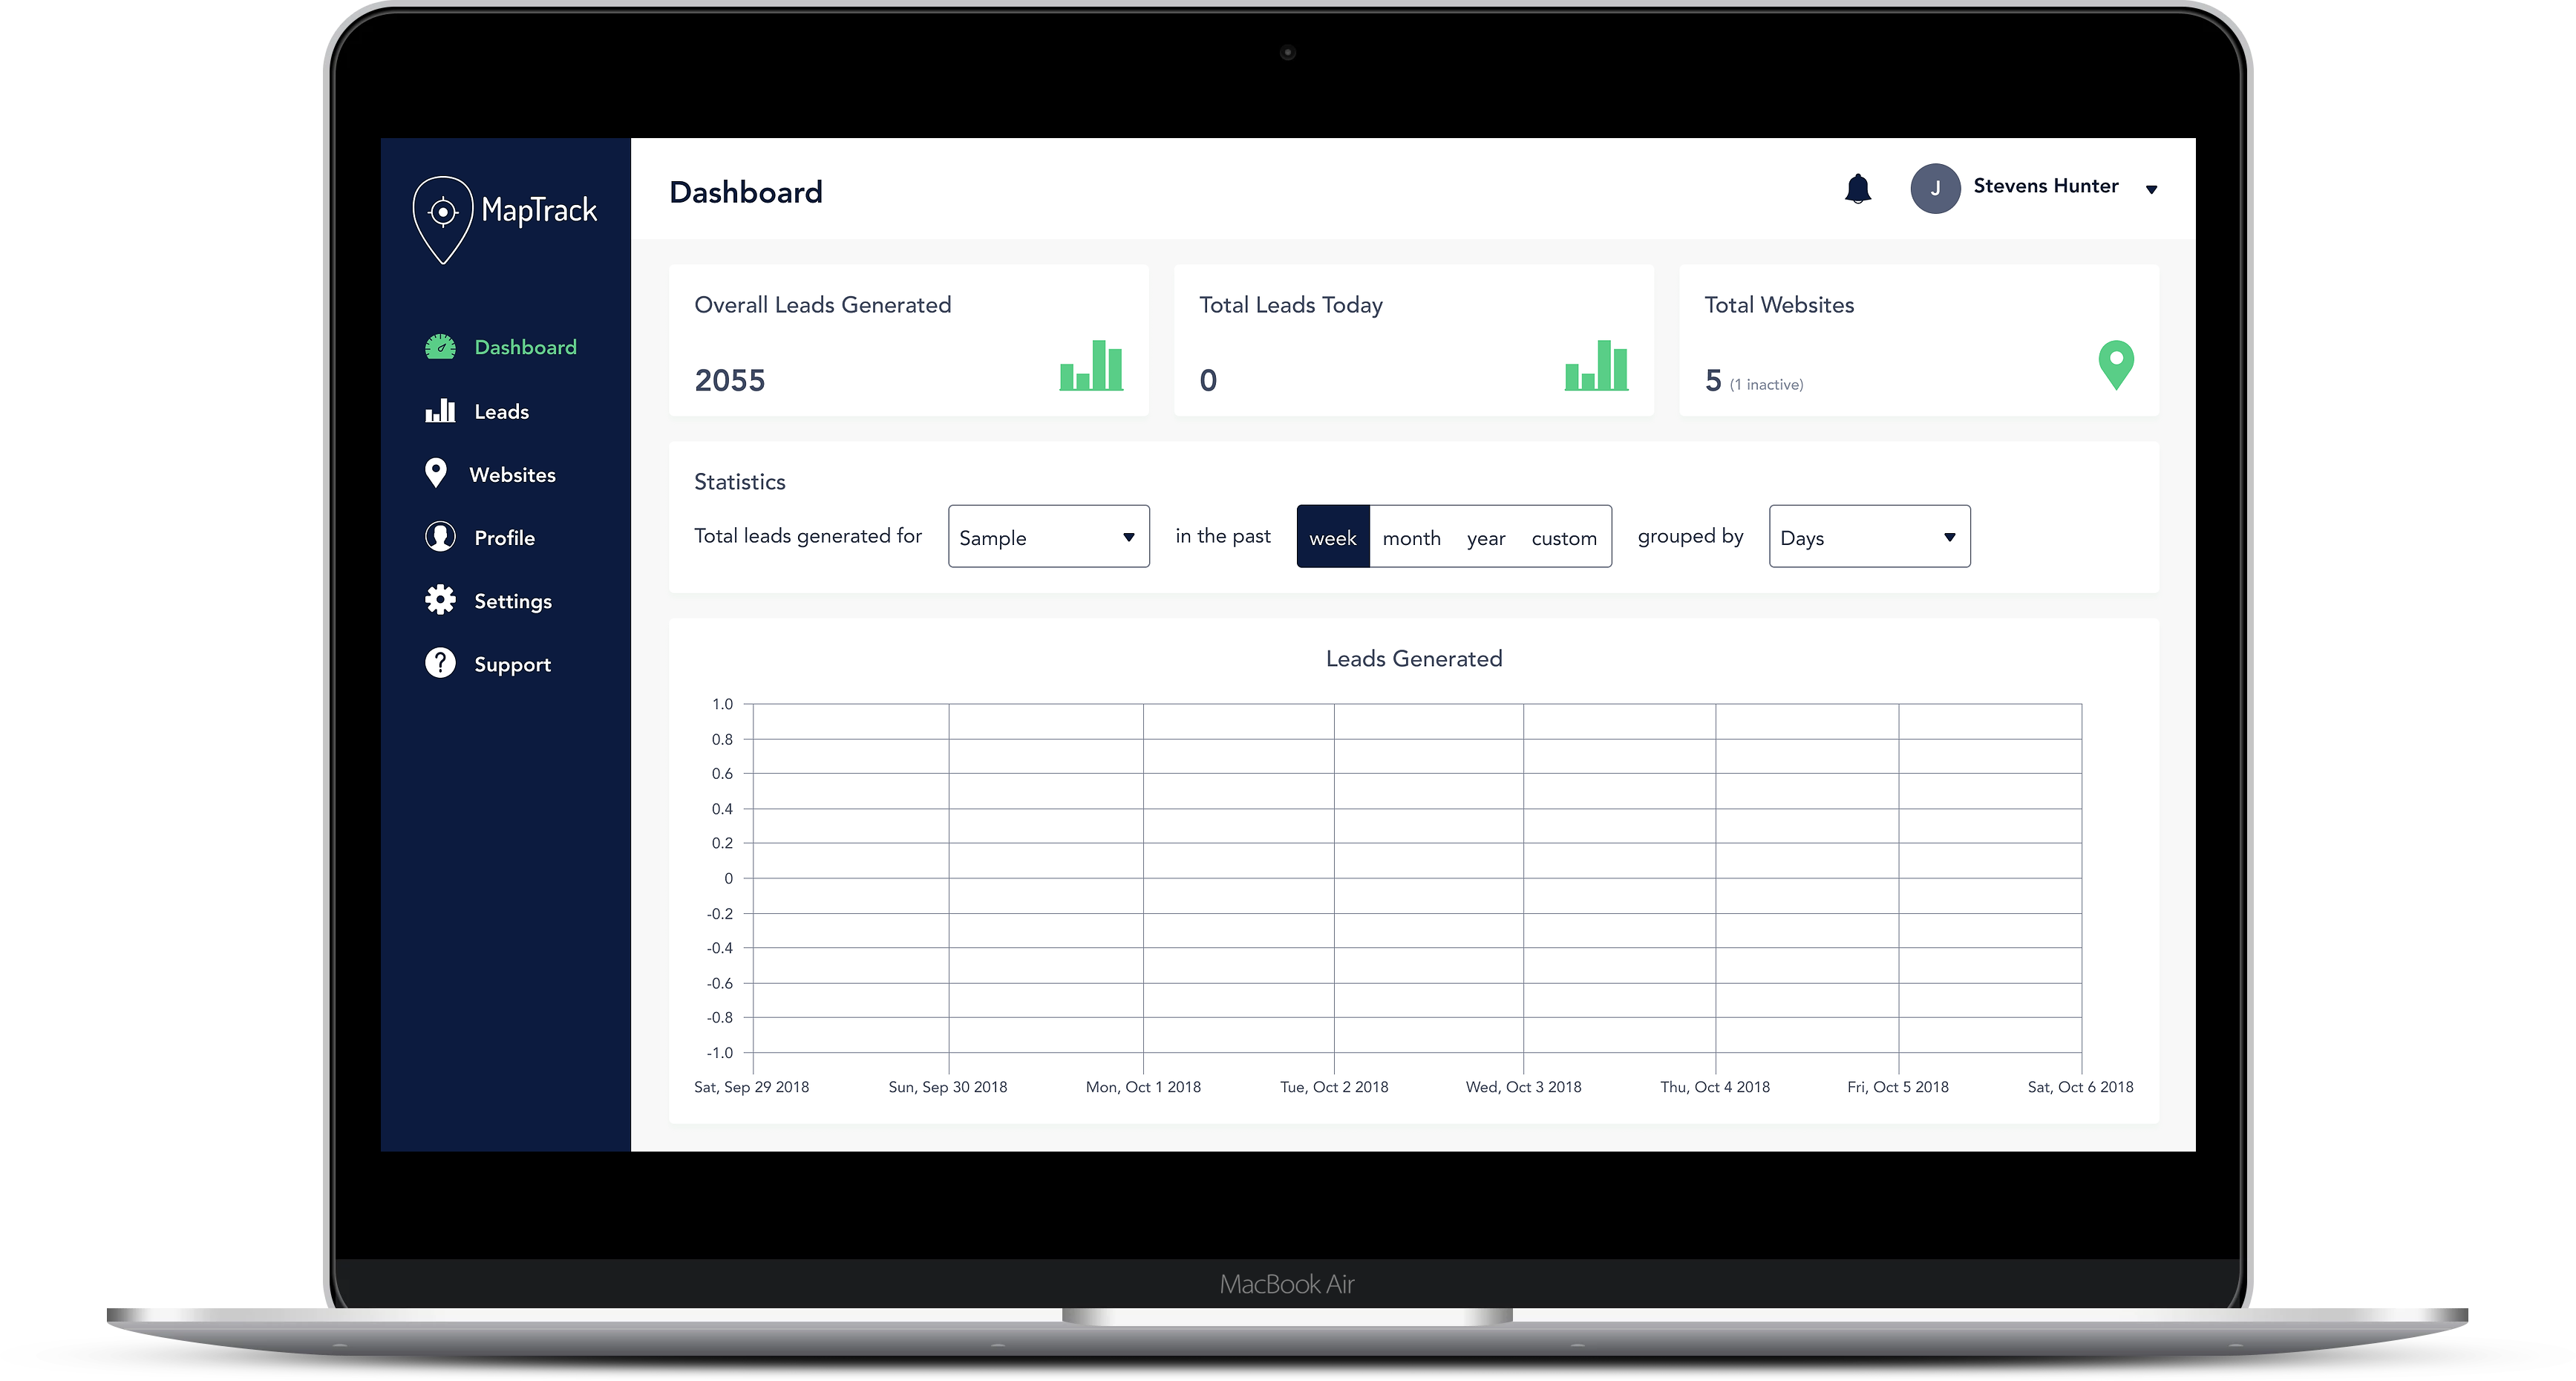 MapTrack
Dashboard
Leads
Websites
Profile
Settings
Support
Dashboard
J Stevens Hunter
Overall Leads Generated
2055
Total Leads Today
0
Total Websites
5 (1 inactive)
Statistics
Total leads generated for Sample in the past week month year custom grouped by Days
Leads Generated
1.0
0.8
0.6
0.4
0.2
0
-0.2
-0.4
-0.6
-0.8
-1.0
Sat, Sep 29 2018 Sun, Sep 30 2018 Mon, Oct 1 2018 Tue, Oct 2 2018 Wed, Oct 3 2018 Thu, Oct 4 2018 Fri, Oct 5 2018 Sat, Oct 6 2018
MacBook Air